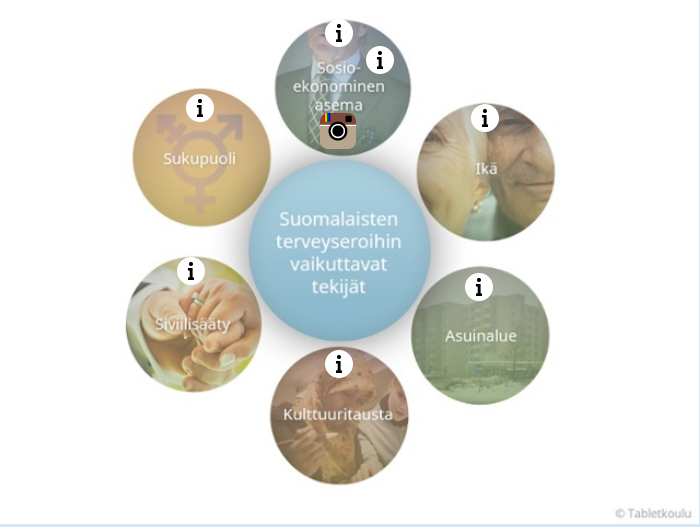 Sosio-
ekonominen
asema
Sukupuoli
Ikä
Suomalaisten
terveyseroihin
vaikuttavat
tekijät
Siviilisääty
Asuinalue
Kulttuuritausta
© Tabletkoulu